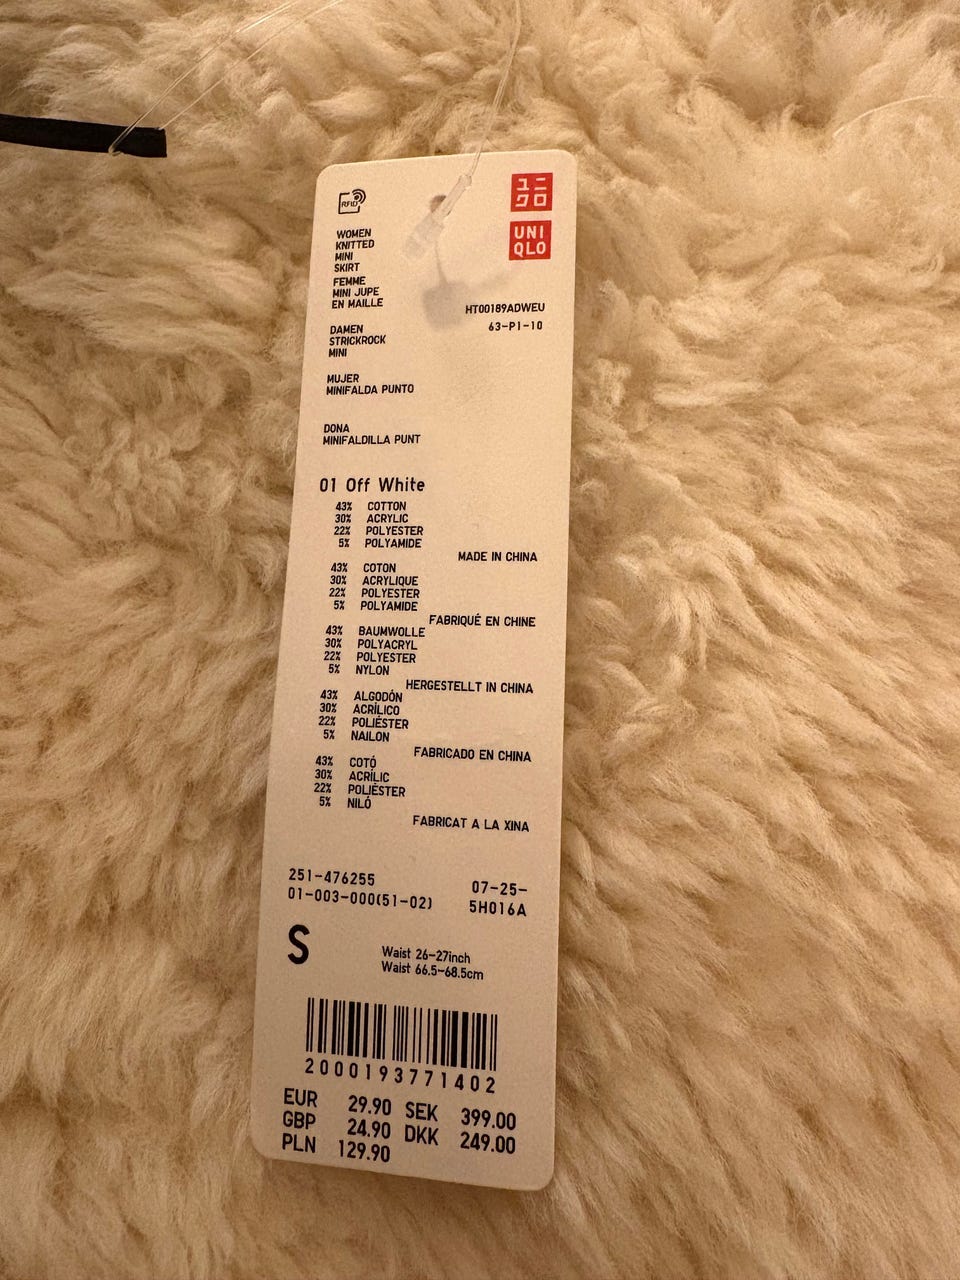 RFID
ユニ
クロ
UNI
QLO
WOMEN
KNITTED
MINI
SKIRT
FEMME
MINI JUPE
EN MAILLE
HT00189ADWEU
63-P1-10
DAMEN
STRICKROCK
MINI
MUJER
MINIFALDA PUNTO
DONA
MINIFALDILLA PUNT
01 Off White
43% COTTON
30% ACRYLIC
22% POLYESTER
5% POLYAMIDE
MADE IN CHINA
43% COTON
30% ACRYLIQUE
22% POLYESTER
5% POLYAMIDE
FABRIQUÉ EN CHINE
43% BAUMWOLLE
30% POLYACRYL
22% POLYESTER
5% NYLON
HERGESTELLT IN CHINA
43% ALGODÓN
30% ACRÍLICO
22% POLIÉSTER
5% NAILON
FABRICADO EN CHINA
43% COTÓ
30% ACRÍLIC
22% POLIÈSTER
5% NILÓ
FABRICAT A LA XINA
251-476255 07-25-
01-003-000(51-02) 5H016A
S
Waist 26-27inch
Waist 66.5-68.5cm
2000193771402
EUR 29.90 SEK 399.00
GBP 24.90 DKK 249.00
PLN 129.90